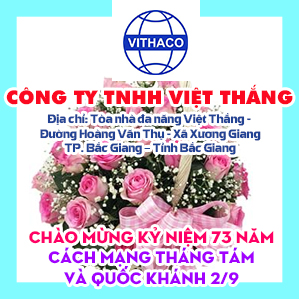 VITHACO
CÔNG TY TNHH VIỆT THẮNG
Địa chỉ: Tòa nhà đa năng Việt Thắng -
Đường Hoàng Văn Thụ - Xã Xương Giang
TP. Bắc Giang – Tỉnh Bắc Giang
CHÀO MỪNG KỶ NIỆM 73 NĂM
CÁCH MẠNG THÁNG TÁM
VÀ QUỐC KHÁNH 2/9